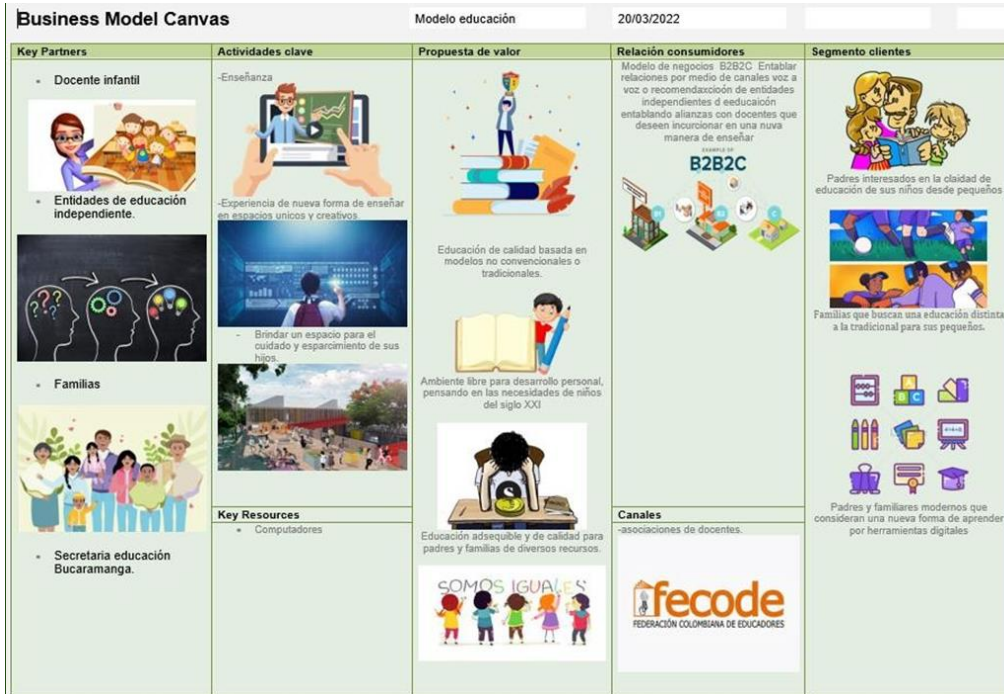 Business Model Canvas
Modelo educación
20/03/2022
Key Partners
- Docente infantil
- Entidades de educación
independiente.
- Familias
- Secretaria educación
Bucaramanga.
Actividades clave
-Enseñanza
-Experiencia de nueva forma de enseñar
en espacios unicos y creativos.
- Brindar un espacio para el
cuidado y esparcimiento de sus
hijos.
Key Resources
• Computadores
Propuesta de valor
Educación de calidad basada en
modelos no convencionales o
tradicionales.
Ambiente libre para desarrollo personal,
pensando en las necesidades de niños
del siglo XXI
Educación adsequible y de calidad para
padres y familias de diversos recursos.
SOMOS IGUALES
Relación consumidores
Modelo de negocios B2B2C Entablar
relaciones por medio de canales voz a
voz o recomendaxcioón de entidades
independientes d eeducaición
entablando alianzas con docentes que
deseen incurcionar en una nuva
manera de enseñar
EXAMPLE OF
B2B2C
Canales
-asociaciones de docentes.
fecode
FEDERACIÓN COLOMBIANA DE EDUCADORES
Segmento clientes
Padres interesados en la claidad de
educación de sus niños desde pequeños
Familias que buscan una educación distinta
a la tradicional para sus pequeños.
A
B C
Padres y familiares modernos que
consideran una nueva forma de aprender
por herramientas digitales